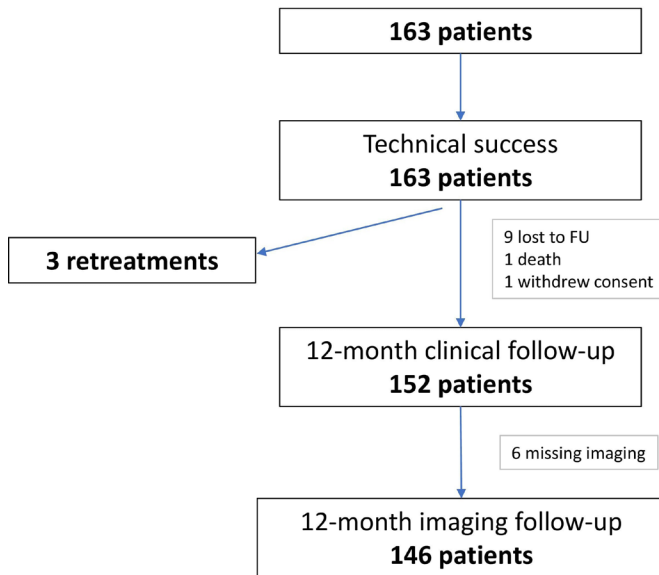 163 patients
Technical success
163 patients
3 retreatments
9 lost to FU
1 death
1 withdrew consent
12-month clinical follow-up
152 patients
6 missing imaging
12-month imaging follow-up
146 patients